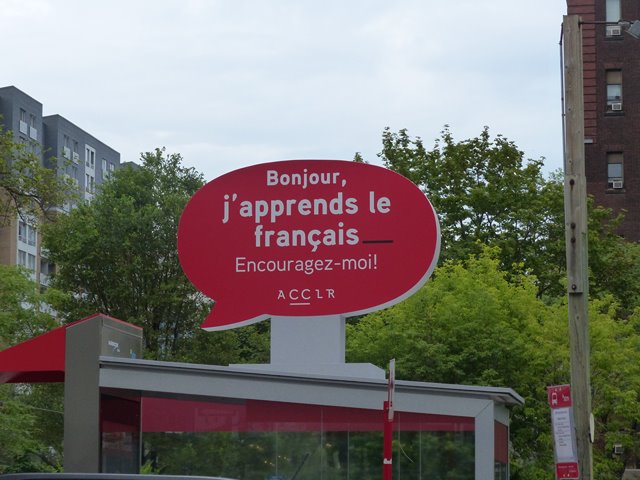 Bonjour,
j'apprends le
français
Encouragez-moi!
ACCLR